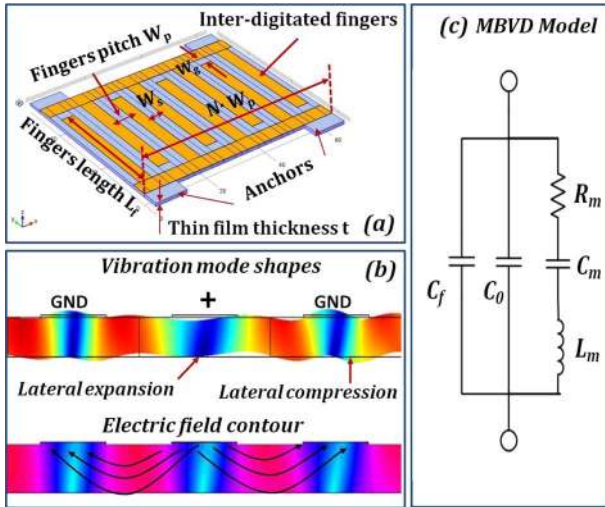 Inter-digitated fingers
Fingers pitch Wp
Wg
Ws
N· Wp
Fingers length Lf
Anchors
Thin film thickness t
(a)
Vibration mode shapes
(b)
GND
+
GND
Lateral expansion
Lateral compression
Electric field contour
(c) MBVD Model
Rm
Cm
Cf
C0
Lm